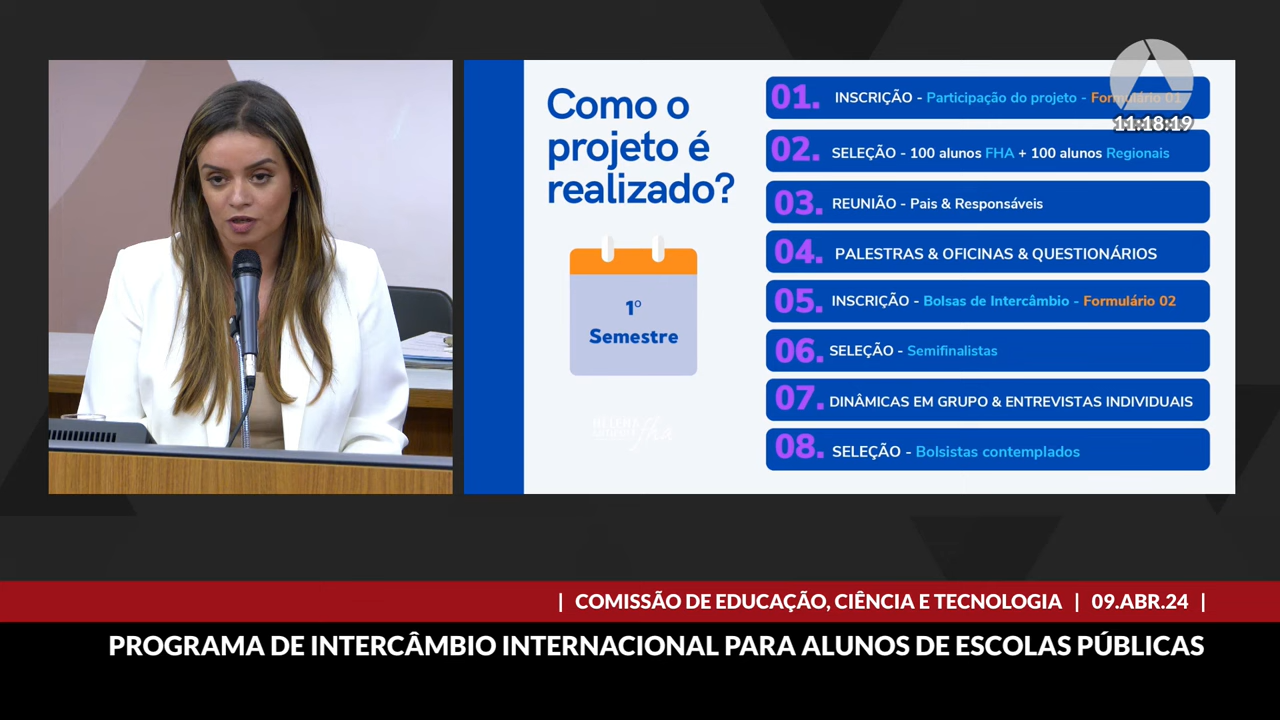 Como o
projeto é
realizado?
1º
Semestre
01. INSCRIÇÃO - Participação do projeto - Formulário 01
11:18:19
02. SELEÇÃO - 100 alunos FHA + 100 alunos Regionais
03. REUNIÃO - Pais & Responsáveis
04. PALESTRAS & OFICINAS & QUESTIONÁRIOS
05. INSCRIÇÃO - Bolsas de Intercâmbio - Formulário 02
06. SELEÇÃO - Semifinalistas
07. DINÂMICAS EM GRUPO & ENTREVISTAS INDIVIDUAIS
08. SELEÇÃO - Bolsistas contemplados
| COMISSÃO DE EDUCAÇÃO, CIÊNCIA E TECNOLOGIA | 09.ABR.24 |
PROGRAMA DE INTERCÂMBIO INTERNACIONAL PARA ALUNOS DE ESCOLAS PÚBLICAS